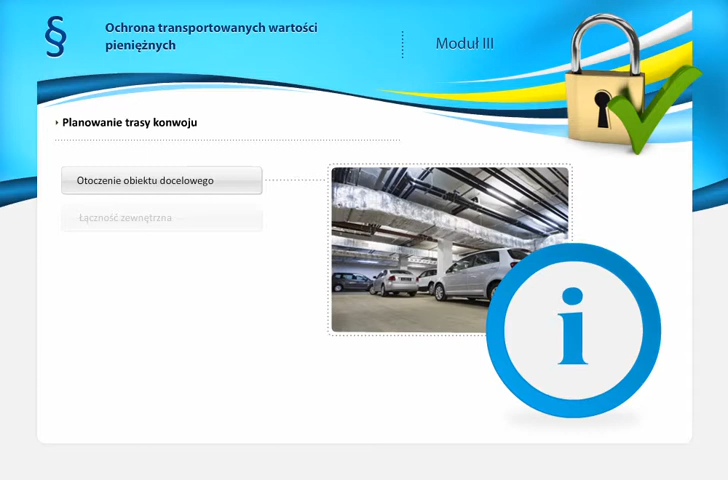 §
Ochrona transportowanych wartości
pieniężnych
Moduł III
Planowanie trasy konwoju
Otoczenie obiektu docelowego
Łączność zewnętrzna
i